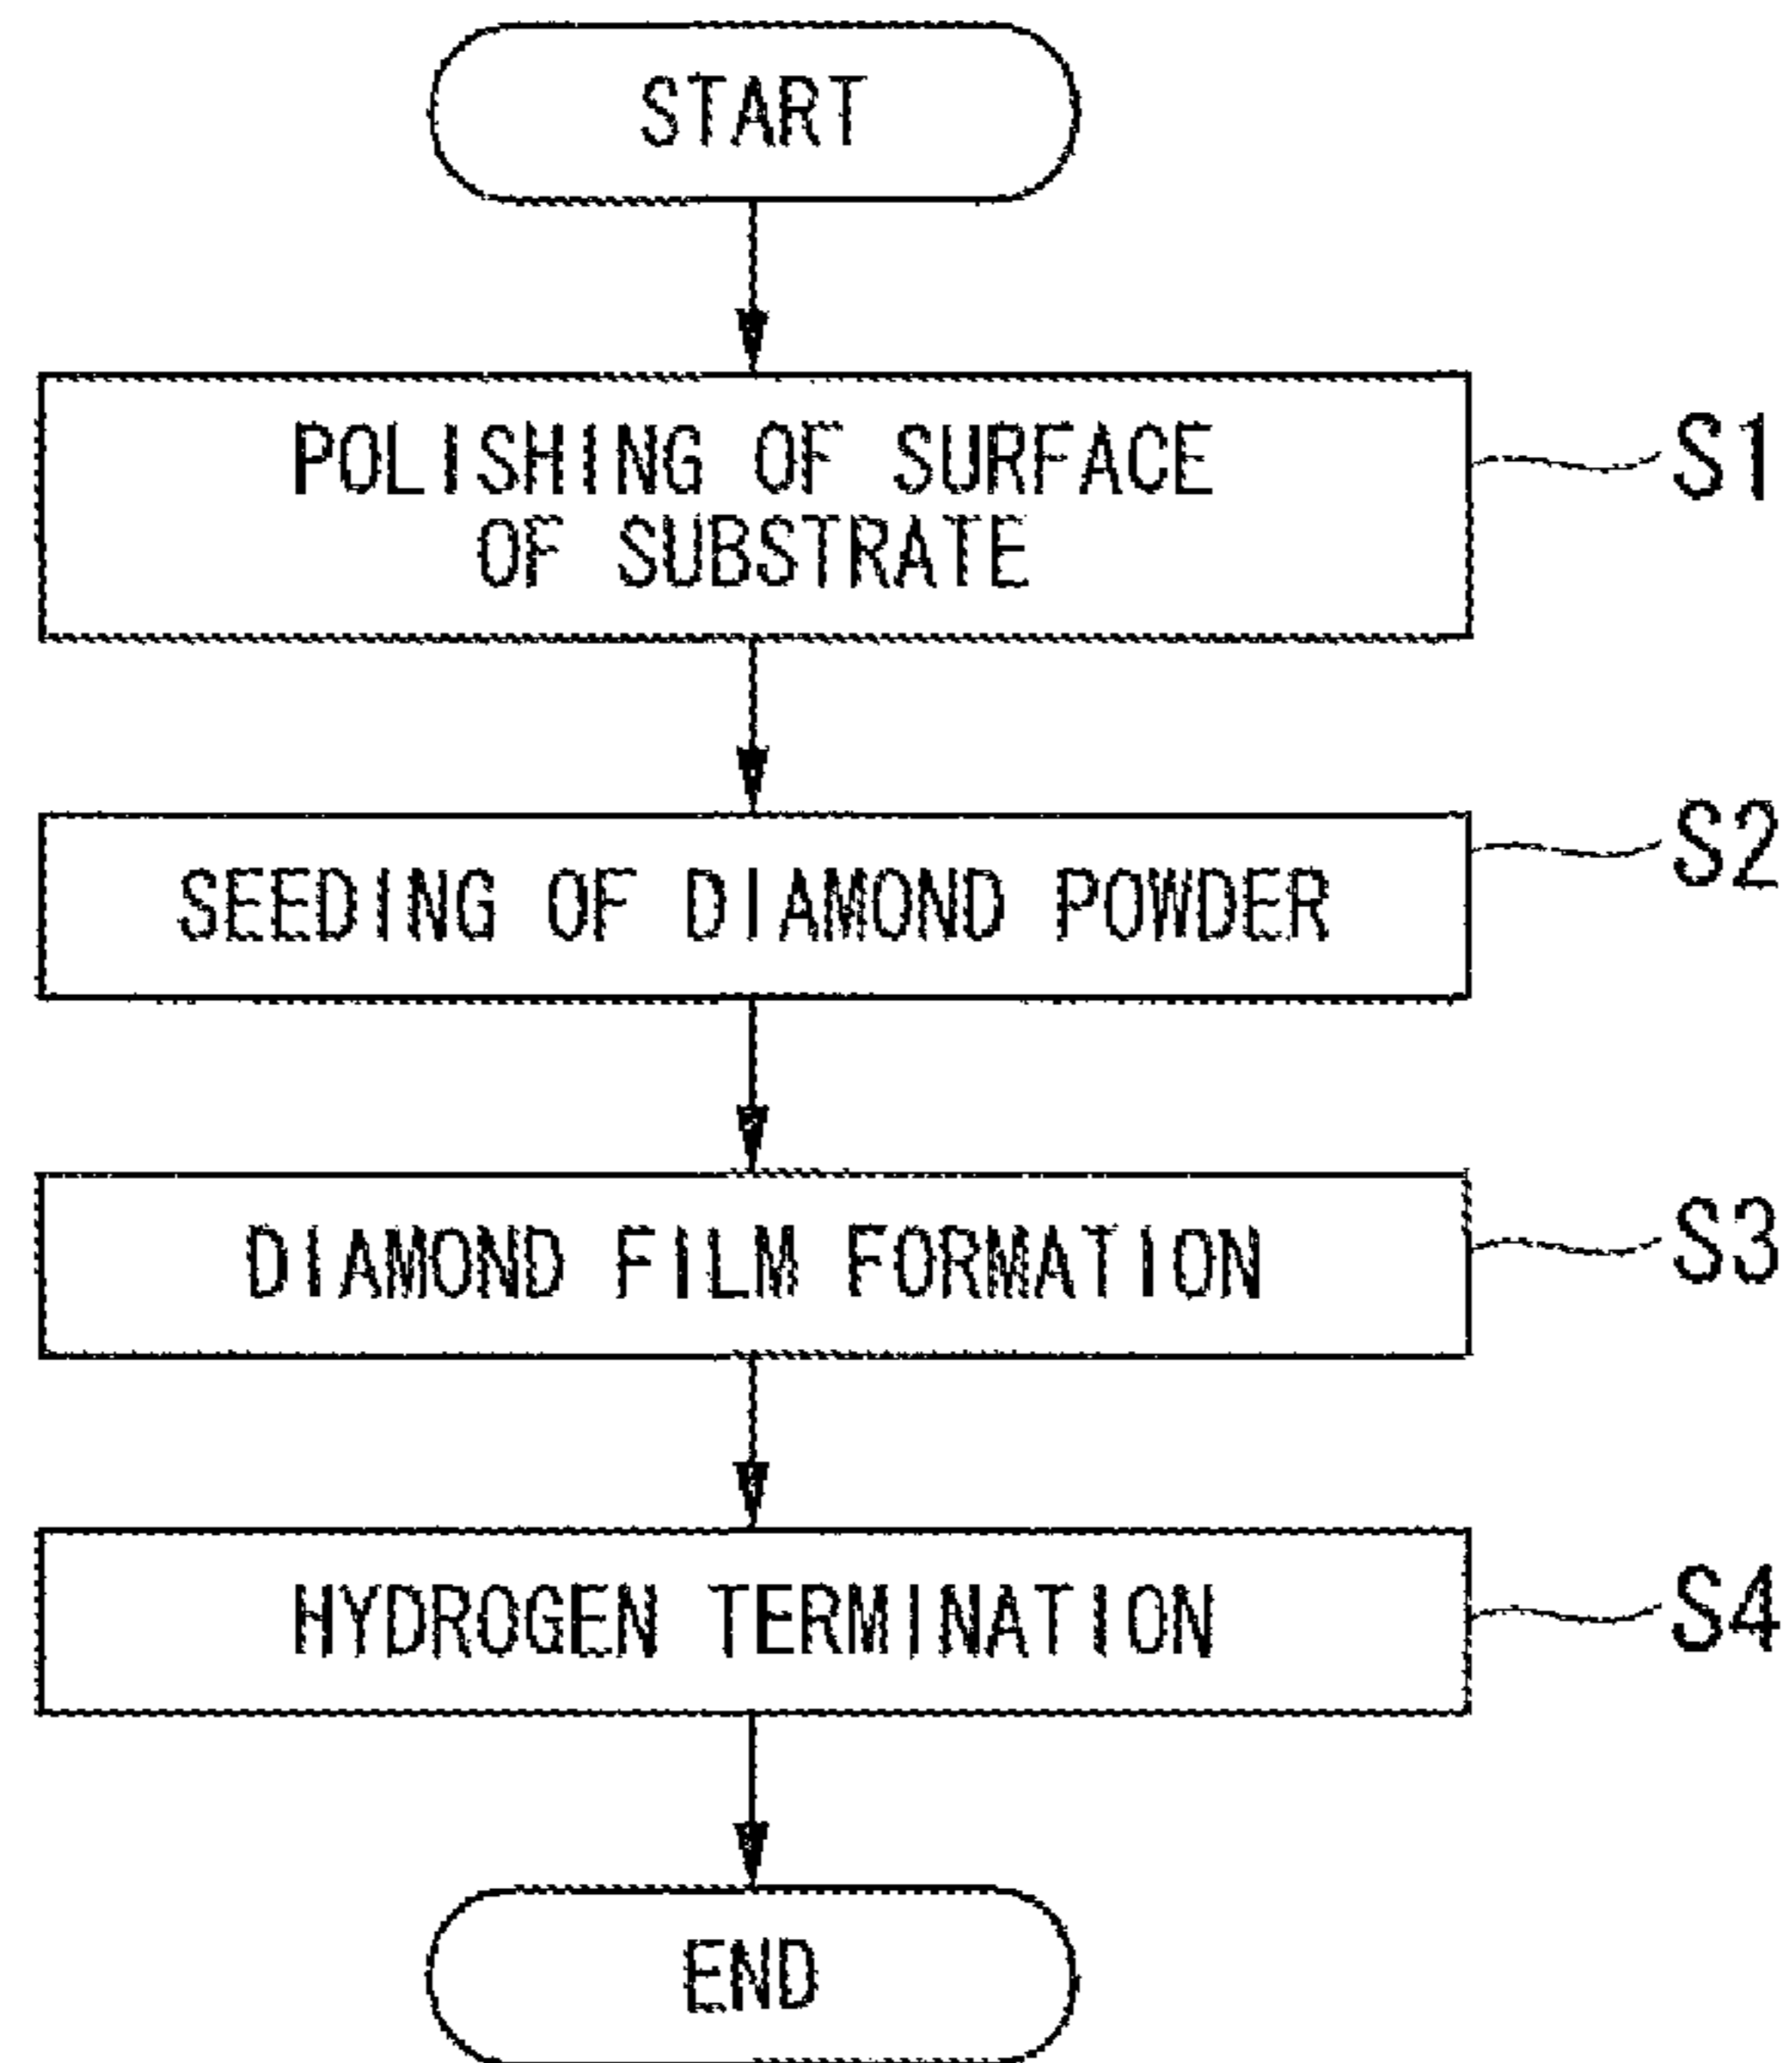 START
POLISHING OF SURFACE
OF SUBSTRATE
S1
SEEDING OF DIAMOND POWDER
S2
DIAMOND FILM FORMATION
S3
HYDROGEN TERMINATION
S4
END